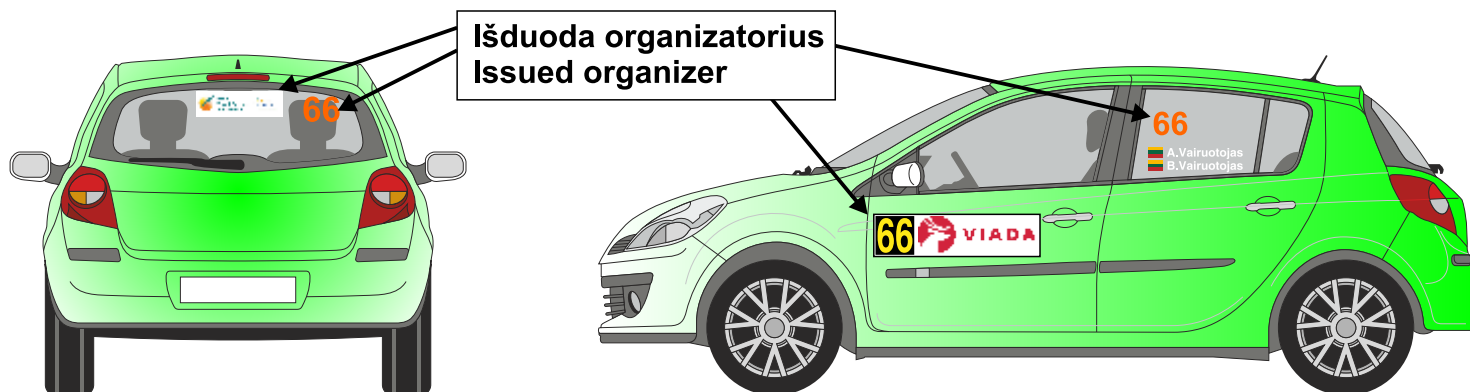 Išduoda organizatorius
Issued organizer
66
66
A.Vairuotojas
B.Vairuotojas
66 VIADA